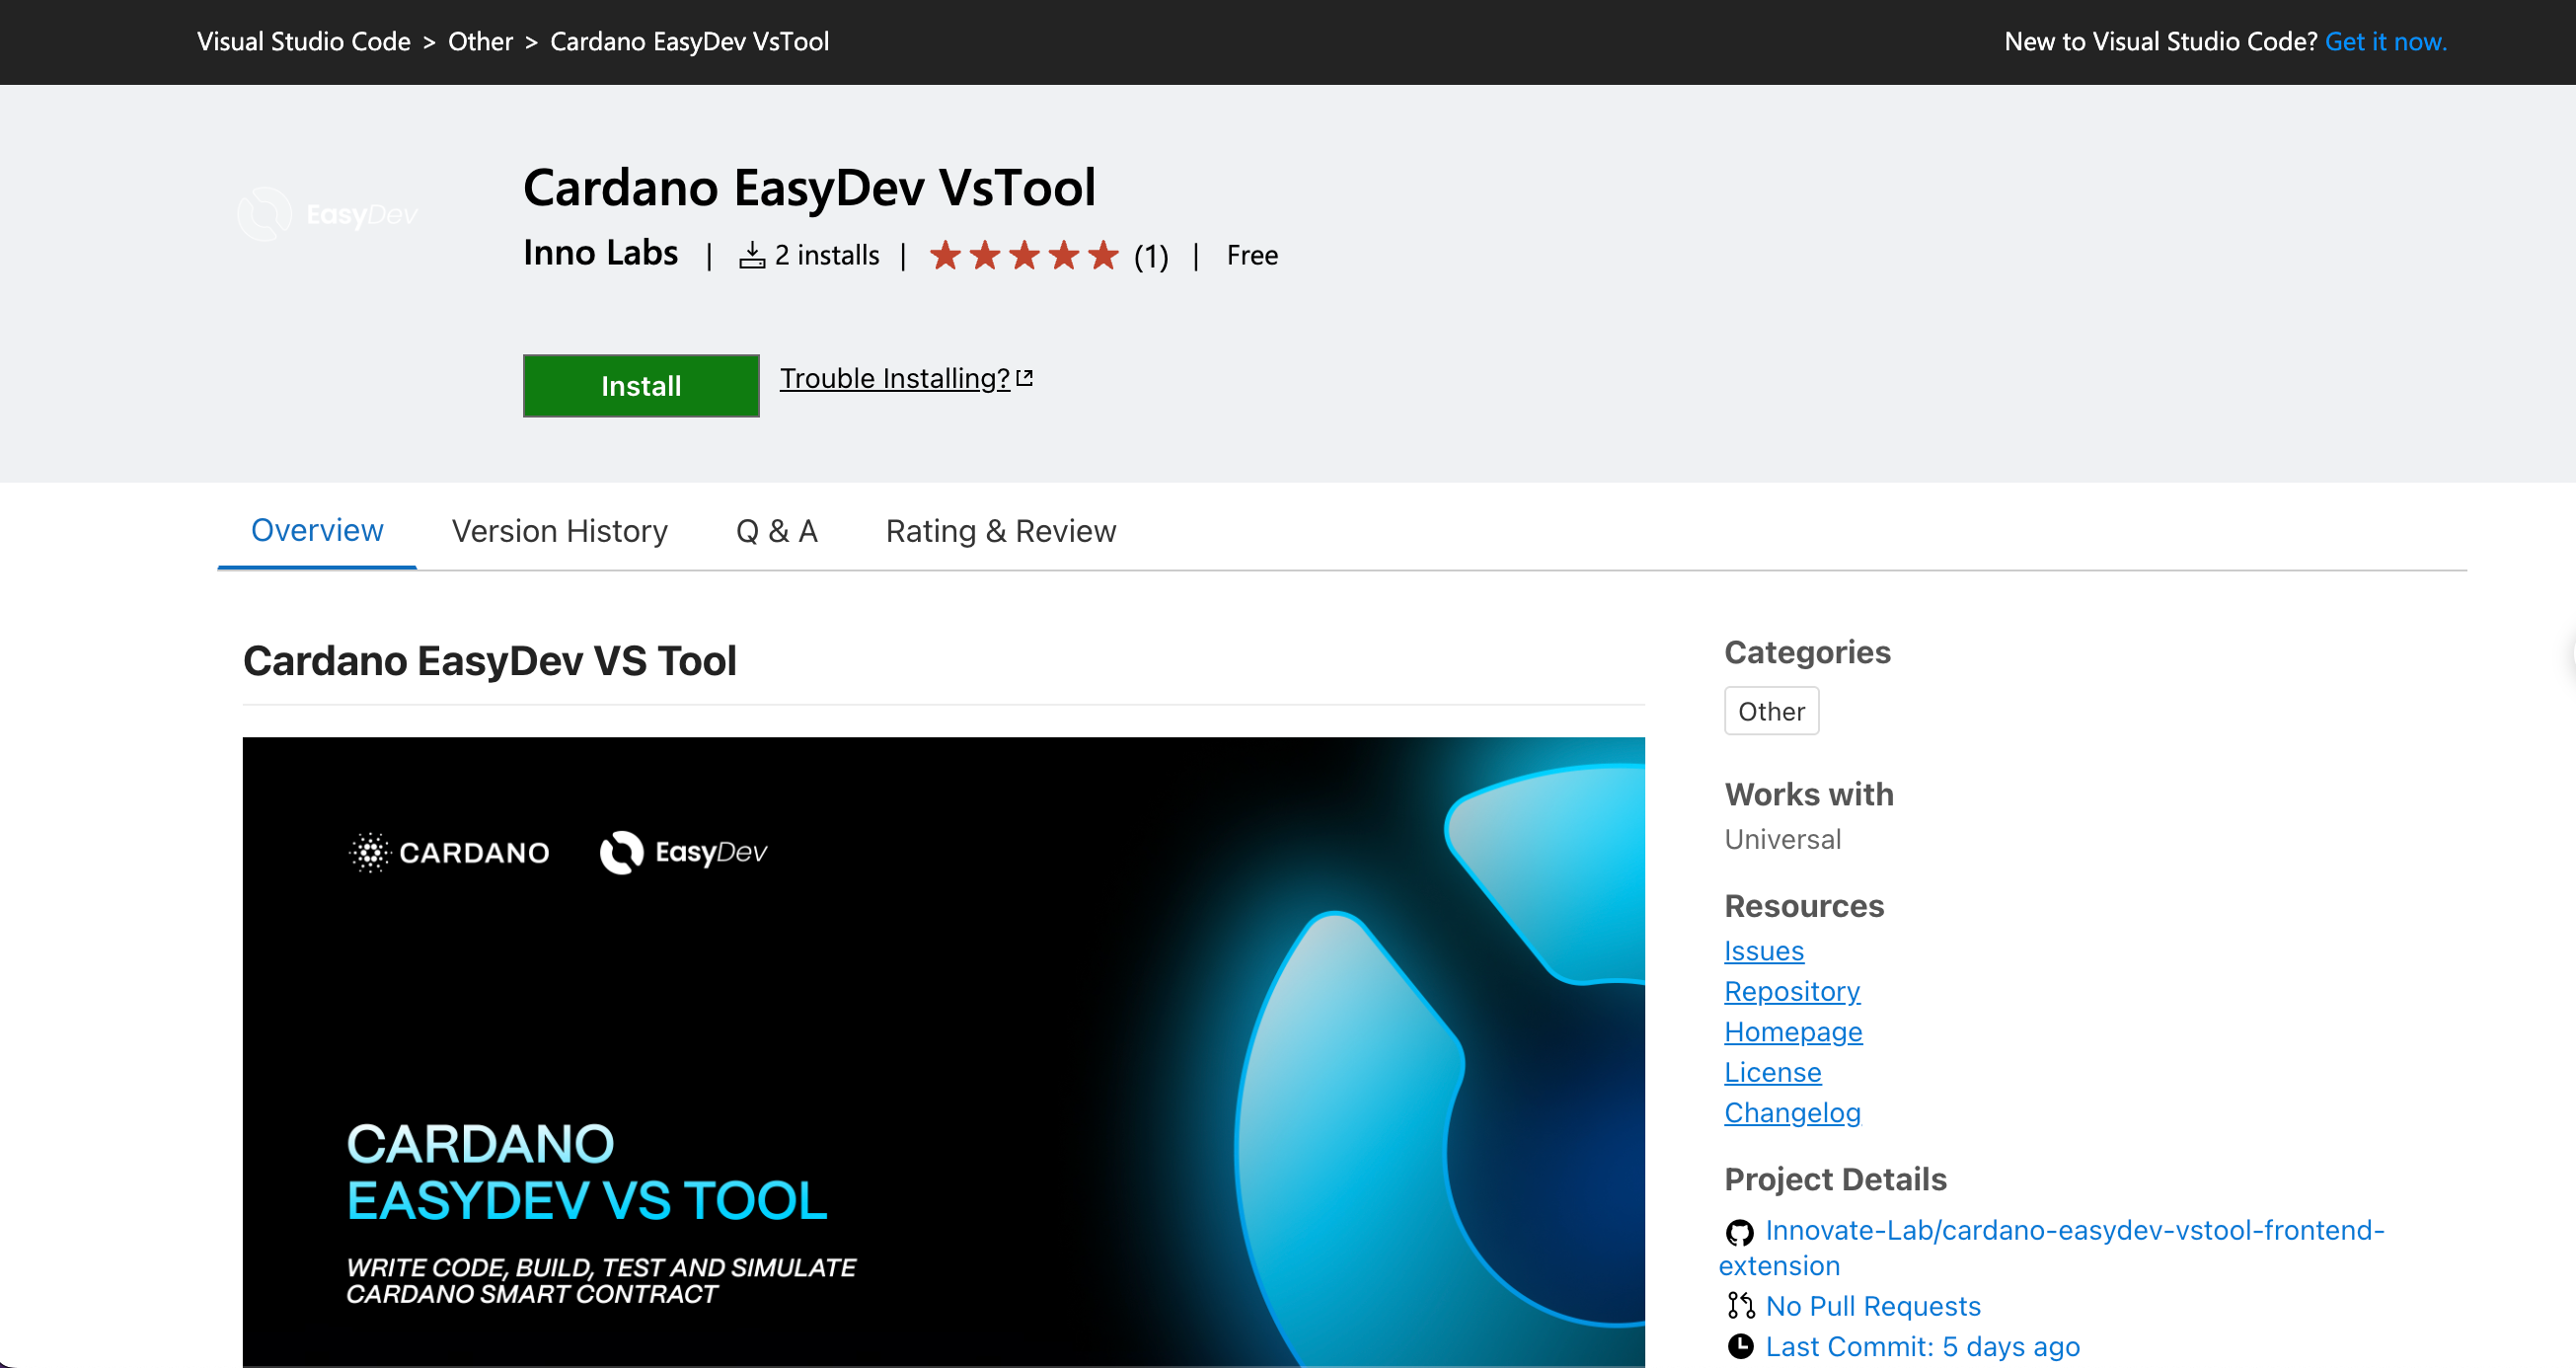 Visual Studio Code > Other > Cardano EasyDev VsTool
New to Visual Studio Code? Get it now.
EasyDev
Cardano EasyDev VsTool
Inno Labs | 2 installs | (1) | Free
Install
Trouble Installing?
Overview
Version History
Q & A
Rating & Review
Cardano EasyDev VS Tool
CARDANO
EasyDev
CARDANO
EASYDEV VS TOOL
WRITE CODE, BUILD, TEST AND SIMULATE
CARDANO SMART CONTRACT
Categories
Other
Works with
Universal
Resources
Issues
Repository
Homepage
License
Changelog
Project Details
Innovate-Lab/cardano-easydev-vstool-frontend-
extension
No Pull Requests
Last Commit: 5 days ago